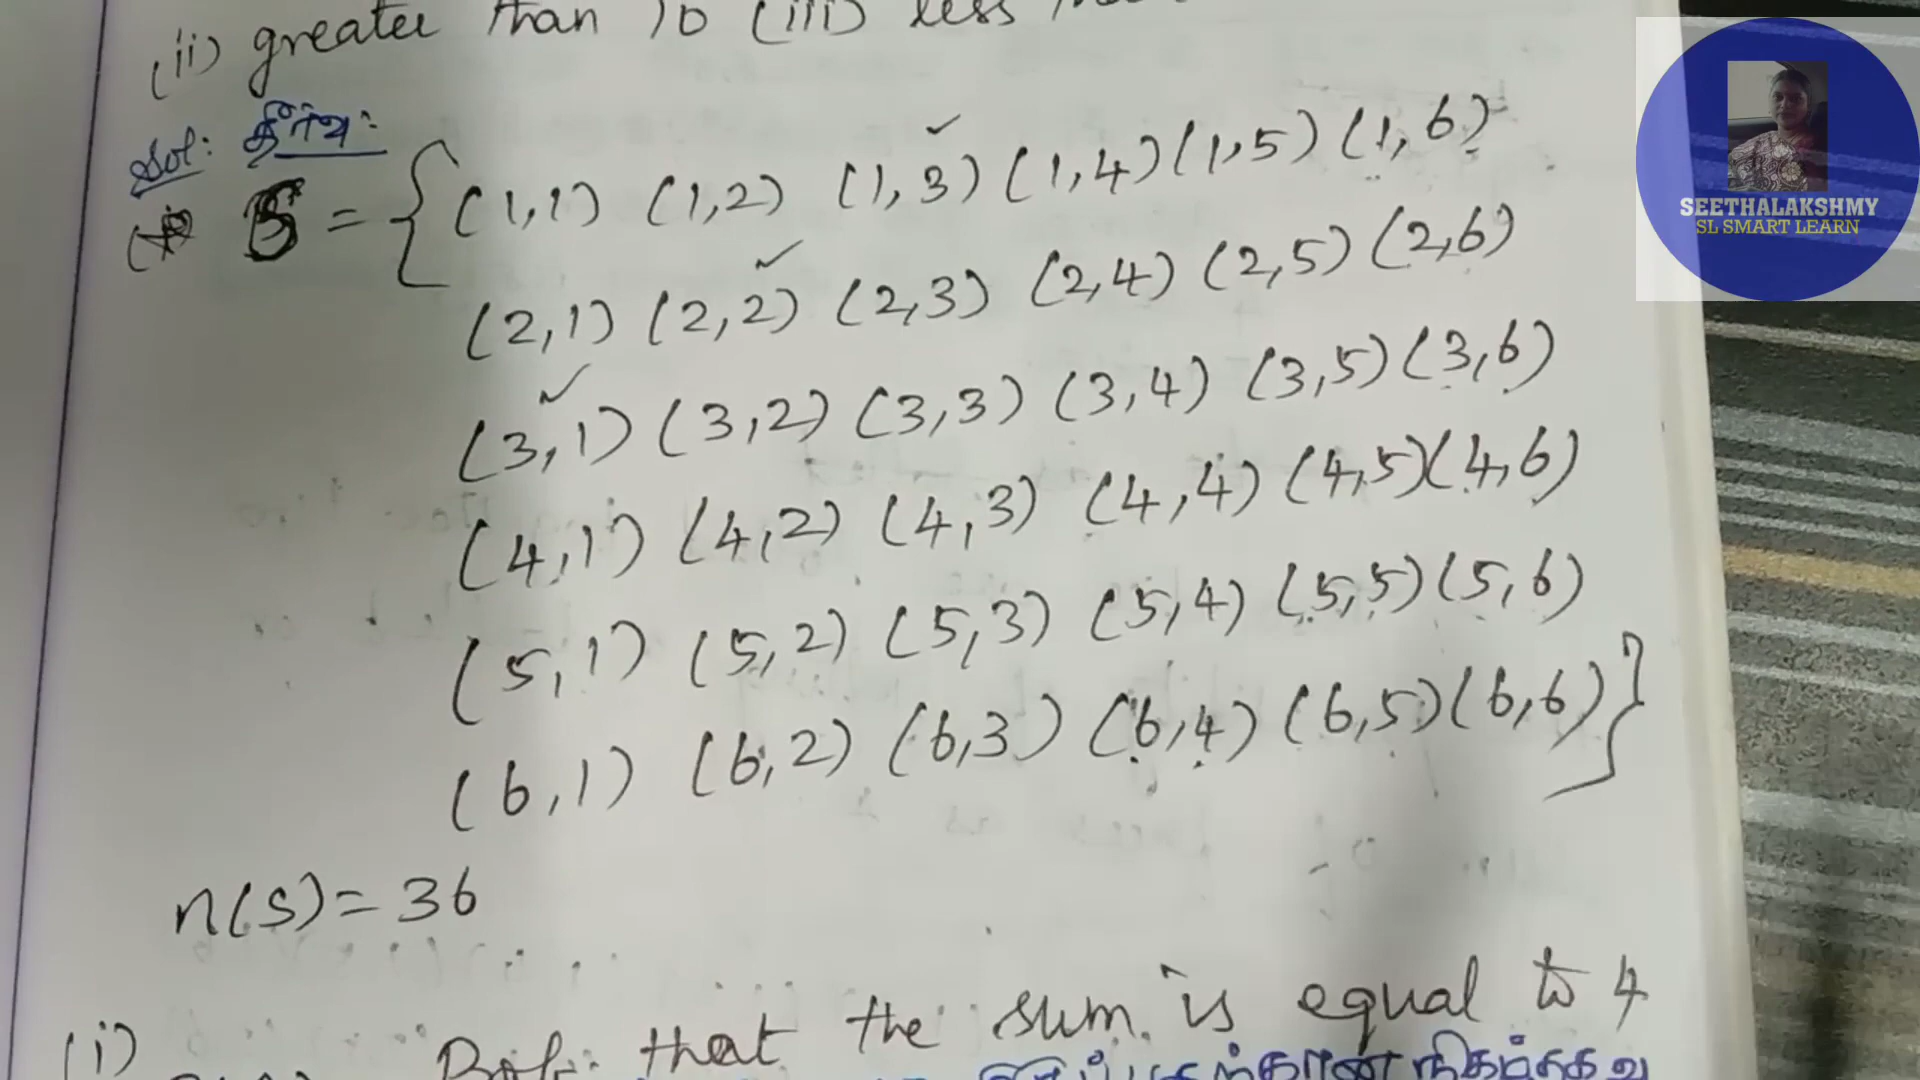 (ii) greater than 10 (iii) less
Sol: தீர்வு:
S = { (1,1) (1,2) (1,3) (1,4) (1,5) (1,6)
(2,1) (2,2) (2,3) (2,4) (2,5) (2,6)
(3,1) (3,2) (3,3) (3,4) (3,5) (3,6)
(4,1) (4,2) (4,3) (4,4) (4,5) (4,6)
(5,1) (5,2) (5,3) (5,4) (5,5) (5,6)
(6,1) (6,2) (6,3) (6,4) (6,5) (6,6) }
n(S) = 36
(i) that the sum is equal to 4
SEETHALAKSHMY
SL SMART LEARN